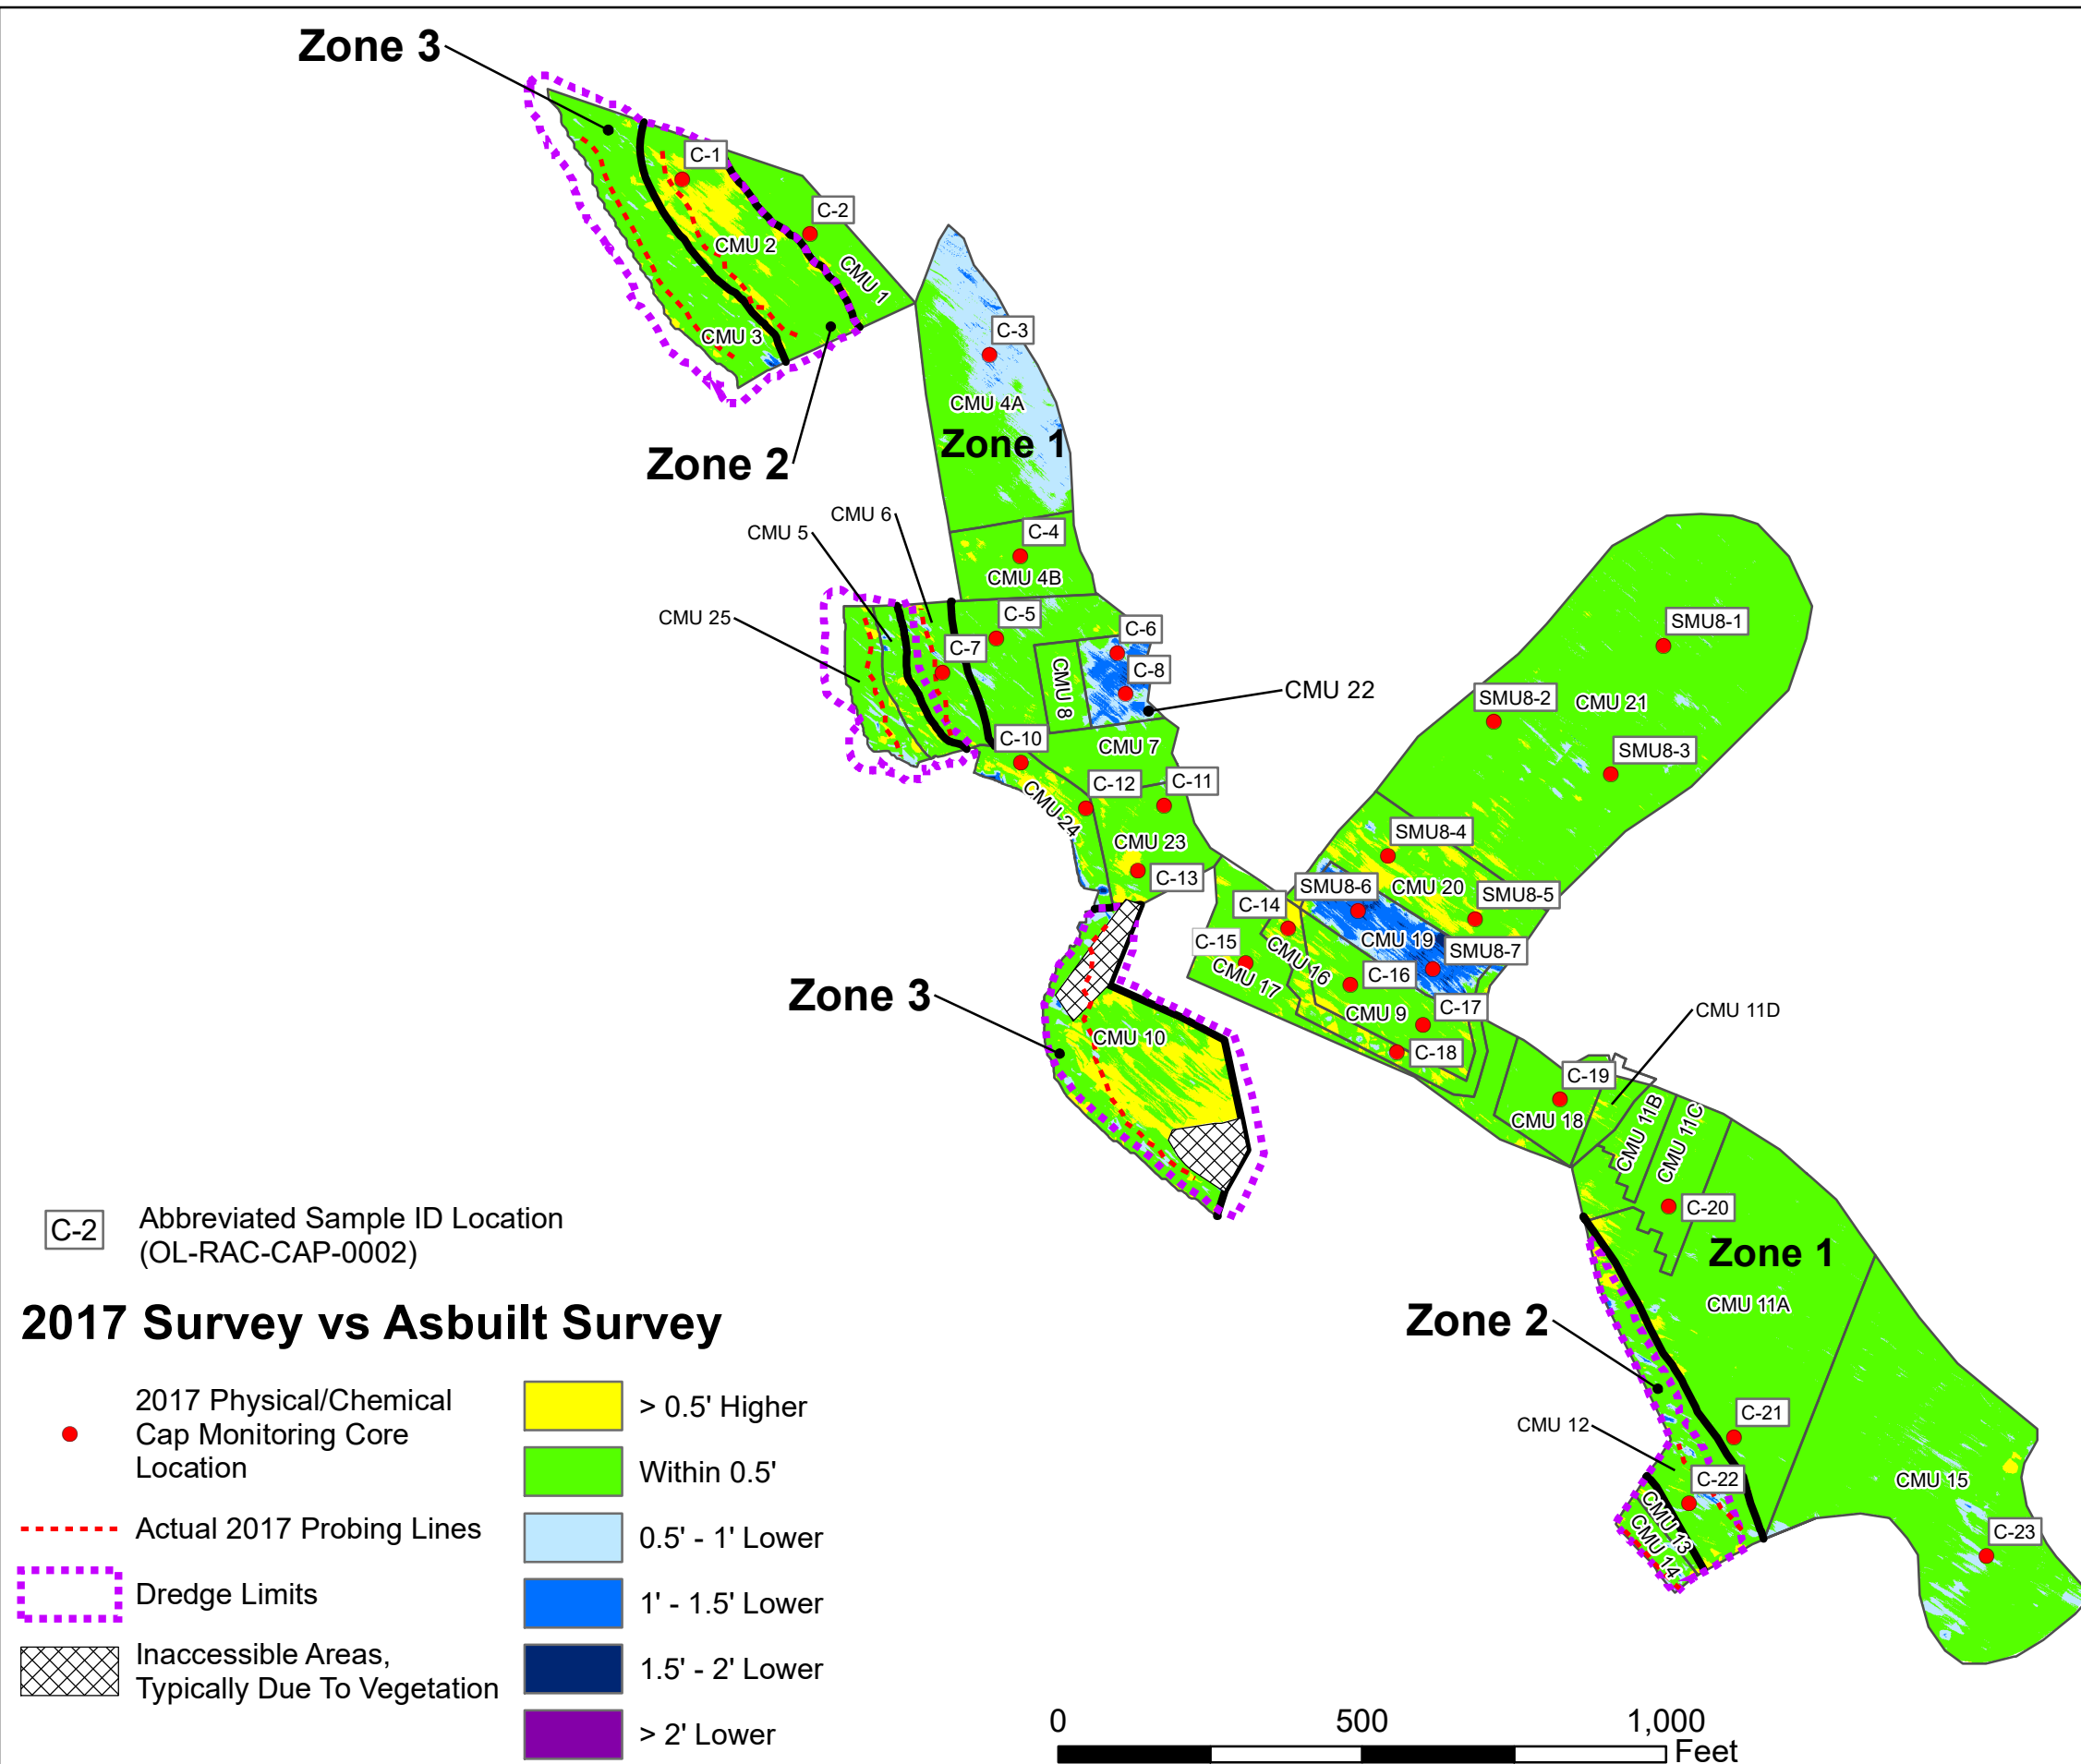 Zone 3
C-1
C-2
CMU 2
CMU 1
CMU 3
C-3
CMU 4A
Zone 1
Zone 2
CMU 6
CMU 5
C-4
CMU 4B
CMU 25
C-5
C-6
C-7
C-8
CMU 8
CMU 22
C-10
CMU 7
C-12
C-11
CMU 24
CMU 23
C-13
SMU8-1
SMU8-2
CMU 21
SMU8-3
SMU8-4
SMU8-6
CMU 20
SMU8-5
C-14
C-15
CMU 19
SMU8-7
CMU 16
CMU 17
C-16
CMU 9
C-17
C-18
Zone 3
CMU 10
CMU 11D
C-19
CMU 18
CMU 11B
CMU 11C
C-20
Zone 1
CMU 11A
Zone 2
C-21
CMU 12
C-22
CMU 13
CMU 14
CMU 15
C-23
C-2
Abbreviated Sample ID Location
(OL-RAC-CAP-0002)
2017 Survey vs Asbuilt Survey
2017 Physical/Chemical
Cap Monitoring Core
Location
Actual 2017 Probing Lines
Dredge Limits
Inaccessible Areas,
Typically Due To Vegetation
> 0.5' Higher
Within 0.5'
0.5' - 1' Lower
1' - 1.5' Lower
1.5' - 2' Lower
> 2' Lower
0 500 1,000
Feet